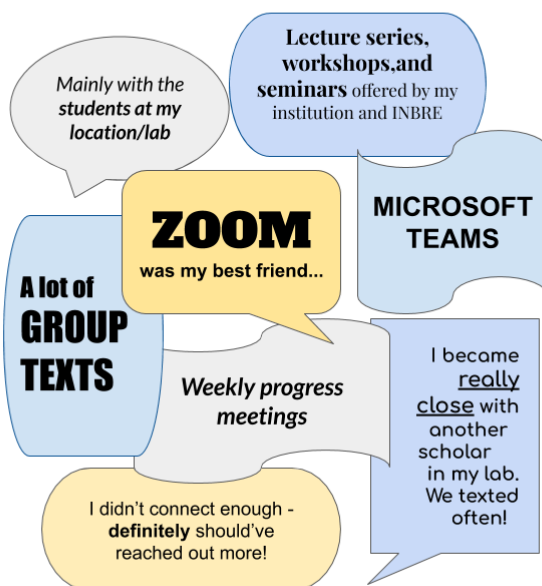 Mainly with the
students at my
location/lab
Lecture series,
workshops,and
seminars offered by my
institution and INBRE
ZOOM
was my best friend...
MICROSOFT
TEAMS
A lot of
GROUP
TEXTS
Weekly progress
meetings
I became
really
close with
another
scholar
in my lab.
We texted
often!
I didn't connect enough -
definitely should've
reached out more!